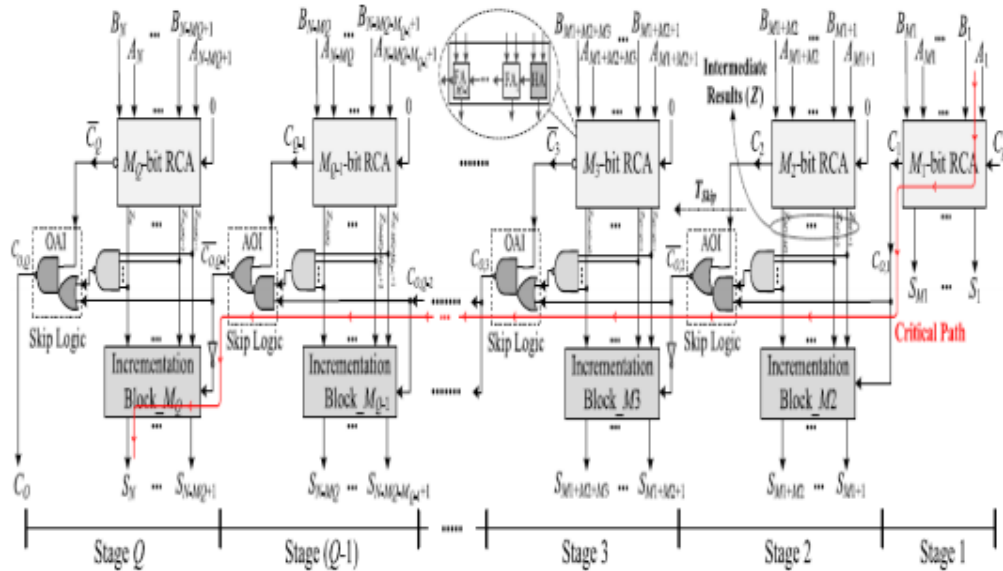 B_N B_{N-MQ+1} B_{N-MQ} B_{N-MQ-M_{Q-1}+1} B_{M1+M2+M3} B_{M1+M2+1} B_{M1+M2} B_{M1+1} B_{M1} B_1
A_N A_{N-MQ+1} A_{N-MQ} A_{N-MQ-M_{Q-1}+1} A_{M1+M2+M3} A_{M1+M2+1} A_{M1+M2} A_{M1+1} A_{M1} A_1
FA FA HA
Intermediate
Results (Z)
0 0 0 0
C̅_Q C_{Q-1} C̅_3 C_2 C_1
M_Q-bit RCA M_{Q-1}-bit RCA M_3-bit RCA M_2-bit RCA M_1-bit RCA
T_Skip
OAI AOI OAI AOI
C_{O,Q} C̅_{O,Q-1} C_{O,Q-2} C_{O,3} C̅_{O,2} C_{O,1}
S_{M1} ... S_1
Skip Logic Skip Logic Skip Logic Skip Logic
Critical Path
Incrementation Incrementation Incrementation Incrementation
Block_M_Q Block_M_{Q-1} Block_M3 Block_M2
C_O S_N ... S_{N-MQ+1} S_{N-MQ} ... S_{N-MQ-M_{Q-1}+1} S_{M1+M2+M3} ... S_{M1+M2+1} S_{M1+M2} ... S_{M1+1}
Stage Q Stage (Q-1) ...... Stage 3 Stage 2 Stage 1